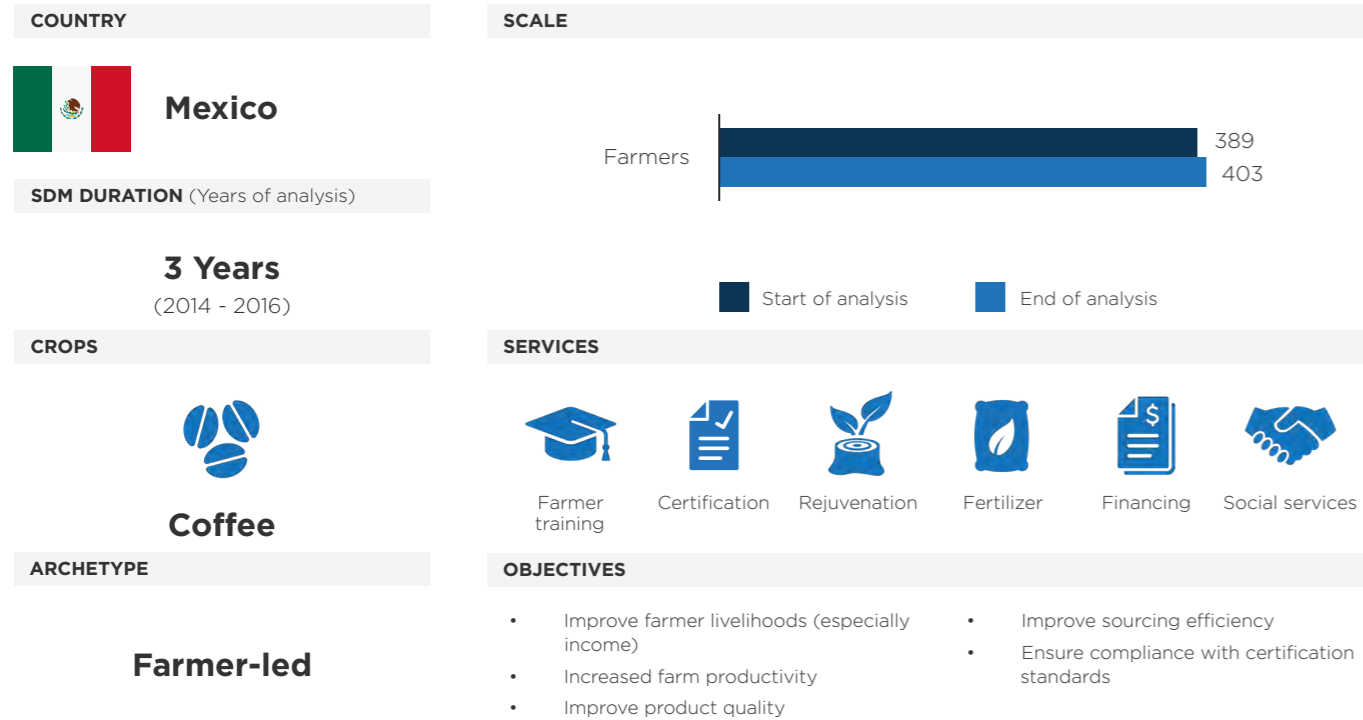 COUNTRY
Mexico
SDM DURATION (Years of analysis)
3 Years
(2014 - 2016)
CROPS
Coffee
ARCHETYPE
Farmer-led
SCALE
Farmers
389
403
Start of analysis
End of analysis
SERVICES
Farmer
training
Certification
Rejuvenation
Fertilizer
$
Financing
Social services
OBJECTIVES
• Improve farmer livelihoods (especially
income)
• Increased farm productivity
• Improve product quality
• Improve sourcing efficiency
• Ensure compliance with certification
standards